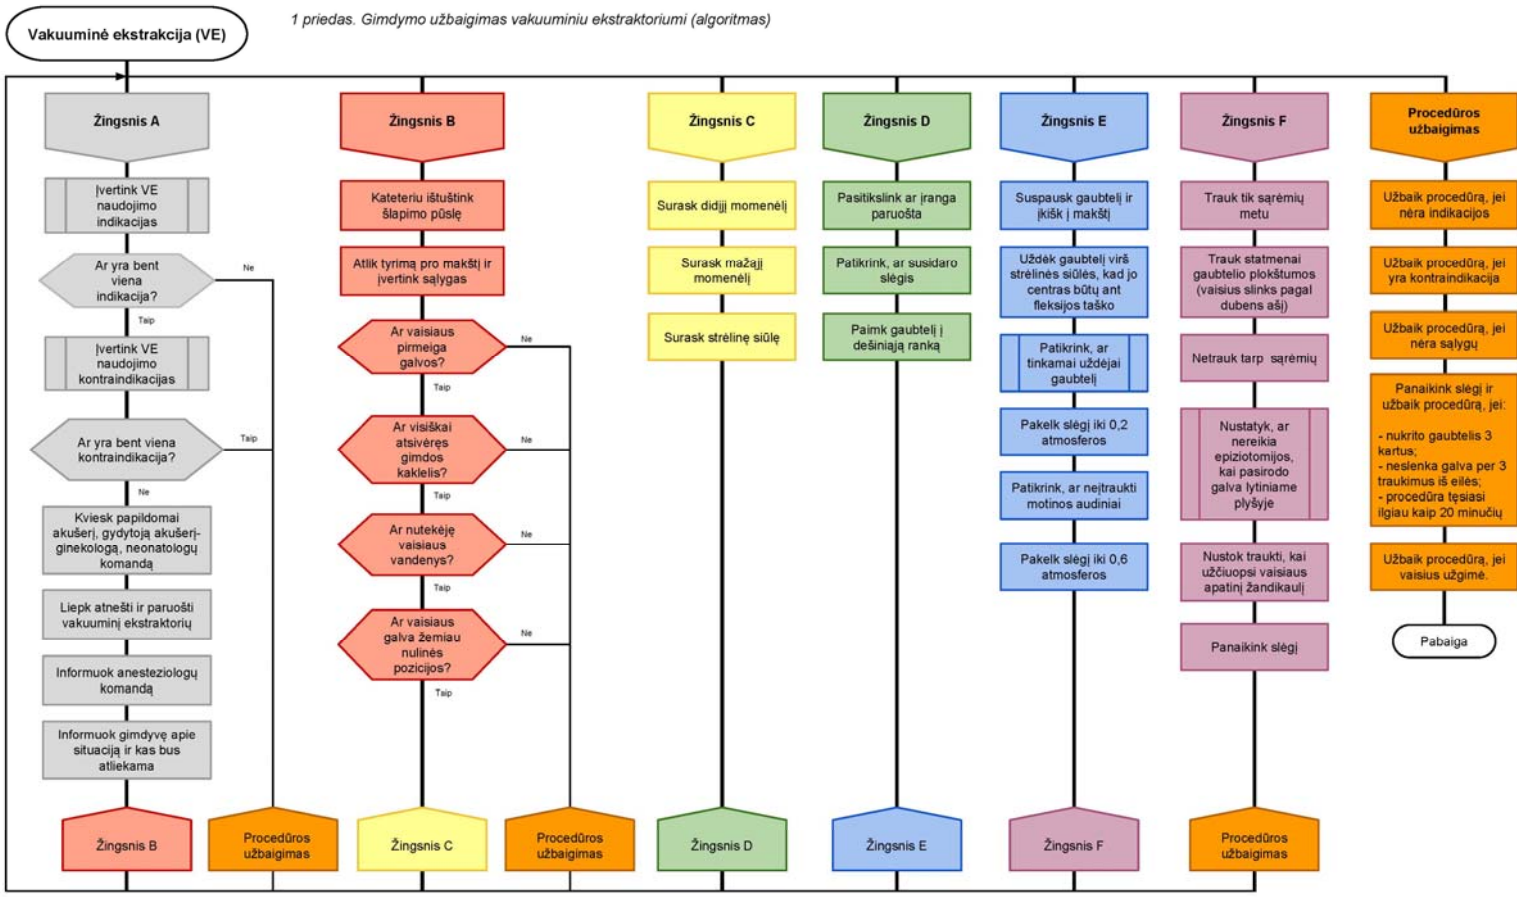 Vakuuminė ekstrakcija (VE)
1 priedas. Gimdymo užbaigimas vakuuminiu ekstraktoriumi (algoritmas)
Žingsnis A
Įvertink VE
naudojimo
indikacijas
Ar yra bent
viena
indikacija?
Ne
Taip
Įvertink VE
naudojimo
kontraindikacijas
Ar yra bent viena
kontraindikacija?
Taip
Ne
Kviesk papildomai
akušerį, gydytoją akušerį-
ginekologą, neonatologų
komandą
Liepk atnešti ir paruošti
vakuuminį ekstraktorių
Informuok anesteziologų
komandą
Informuok gimdyvę apie
situaciją ir kas bus
atliekama
Žingsnis B
Procedūros
užbaigimas
Žingsnis B
Kateteriu ištuštink
šlapimo pūslę
Atlik tyrimą pro makštį ir
įvertink sąlygas
Ar vaisiaus
pirmeiga
galvos?
Ne
Taip
Ar visiškai
atsivėręs
gimdos
kaklelis?
Ne
Taip
Ar nutekėję
vaisiaus
vandenys?
Ne
Taip
Ar vaisiaus
galva žemiau
nulinės
pozicijos?
Ne
Taip
Žingsnis C
Procedūros
užbaigimas
Žingsnis C
Surask didįjį momenėlį
Surask mažąjį
momenėlį
Surask strėlinę siūlę
Žingsnis D
Žingsnis D
Pasitikslink ar įranga
paruošta
Patikrink, ar susidaro
slėgis
Paimk gaubtelį į
dešiniąją ranką
Žingsnis E
Žingsnis E
Suspausk gaubtelį ir
įkišk į makštį
Uždėk gaubtelį virš
strėlinės siūlės, kad jo
centras būtų ant
fleksijos taško
Patikrink, ar
tinkamai uždėjai
gaubtelį
Pakelk slėgį iki 0,2
atmosferos
Patikrink, ar neįtraukti
motinos audiniai
Pakelk slėgį iki 0,6
atmosferos
Žingsnis F
Žingsnis F
Trauk tik sąrėmių
metu
Trauk statmenai
gaubtelio plokštumos
(vaisius slinks pagal
dubens ašį)
Netrauk tarp sąrėmių
Nustatyk, ar
nereikia
epiziotomijos,
kai pasirodo
galva lytiniame
plyšyje
Nustok traukti, kai
užčiuopsi vaisiaus
apatinį žandikaulį
Panaikink slėgį
Procedūros
užbaigimas
Procedūros
užbaigimas
Užbaik procedūrą, jei
nėra indikacijos
Užbaik procedūrą, jei
yra kontraindikacija
Užbaik procedūrą, jei
nėra sąlygų
Panaikink slėgį ir
užbaik procedūrą, jei:
- nukrito gaubtelis 3
kartus;
- neslenka galva per 3
traukimus iš eilės;
- procedūra tęsiasi
ilgiau kaip 20 minučių
Užbaik procedūrą, jei
vaisius užgimė.
Pabaiga